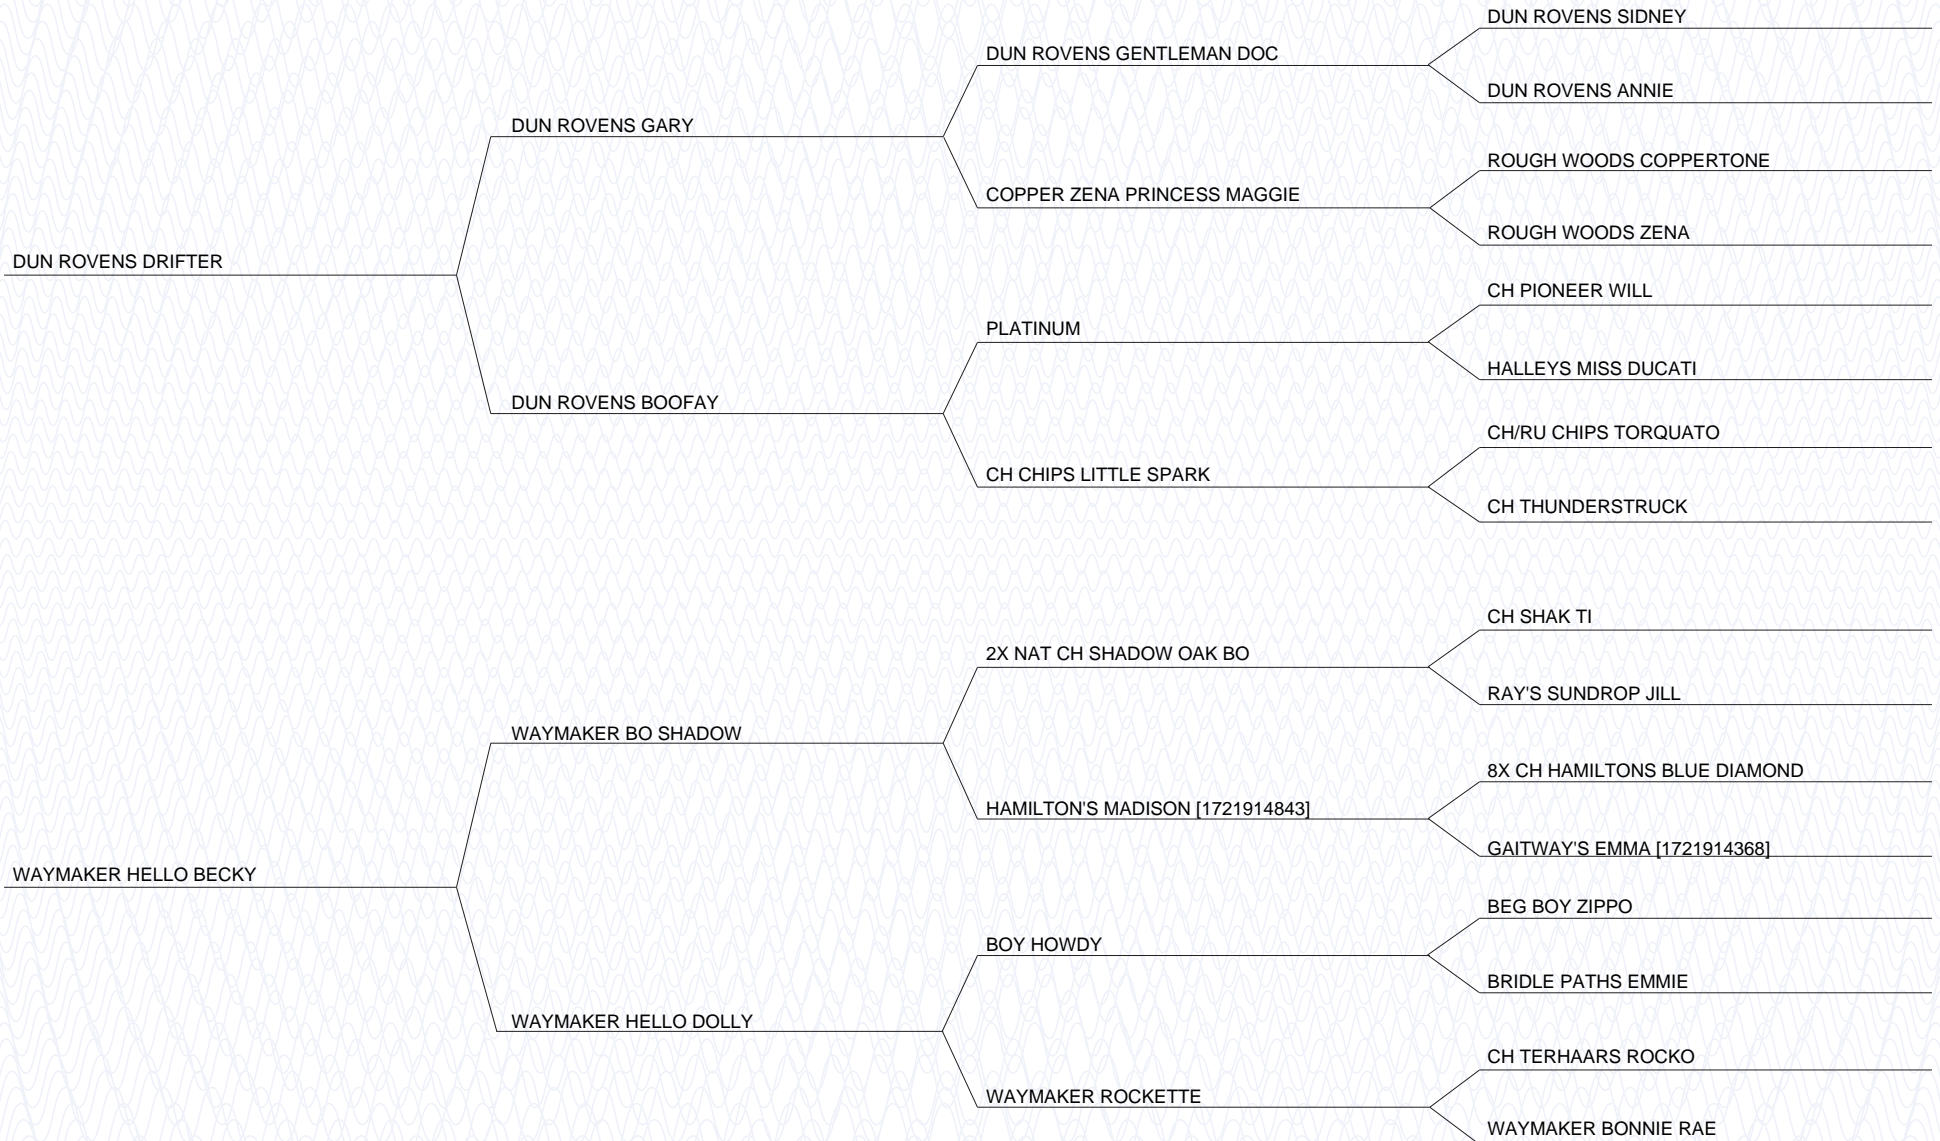 DUN ROVENS SIDNEY
DUN ROVENS GENTLEMAN DOC
DUN ROVENS ANNIE
DUN ROVENS GARY
ROUGH WOODS COPPERTONE
COPPER ZENA PRINCESS MAGGIE
ROUGH WOODS ZENA
DUN ROVENS DRIFTER
CH PIONEER WILL
PLATINUM
HALLEYS MISS DUCATI
DUN ROVENS BOOFAY
CH/RU CHIPS TORQUATO
CH CHIPS LITTLE SPARK
CH THUNDERSTRUCK
CH SHAK TI
2X NAT CH SHADOW OAK BO
RAY'S SUNDROP JILL
WAYMAKER BO SHADOW
8X CH HAMILTONS BLUE DIAMOND
HAMILTON'S MADISON [1721914843]
GAITWAY'S EMMA [1721914368]
WAYMAKER HELLO BECKY
BEG BOY ZIPPO
BOY HOWDY
BRIDLE PATHS EMMIE
WAYMAKER HELLO DOLLY
CH TERHAARS ROCKO
WAYMAKER ROCKETTE
WAYMAKER BONNIE RAE